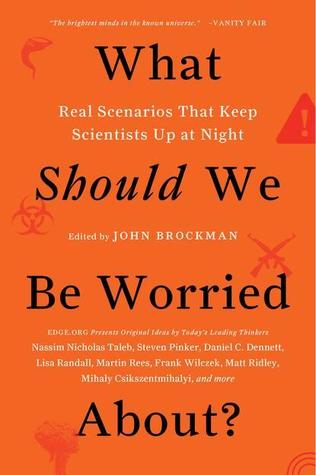 "The brightest minds in the known universe." –VANITY FAIR
What
Real Scenarios That Keep
Scientists Up at Night
Should We
Edited by JOHN BROCKMAN
Be Worried
EDGE.ORG Presents Original Ideas by Today's Leading Thinkers
Nassim Nicholas Taleb, Steven Pinker, Daniel C. Dennett,
Lisa Randall, Martin Rees, Frank Wilczek, Matt Ridley,
Mihaly Csikszentmihalyi, and more
About?